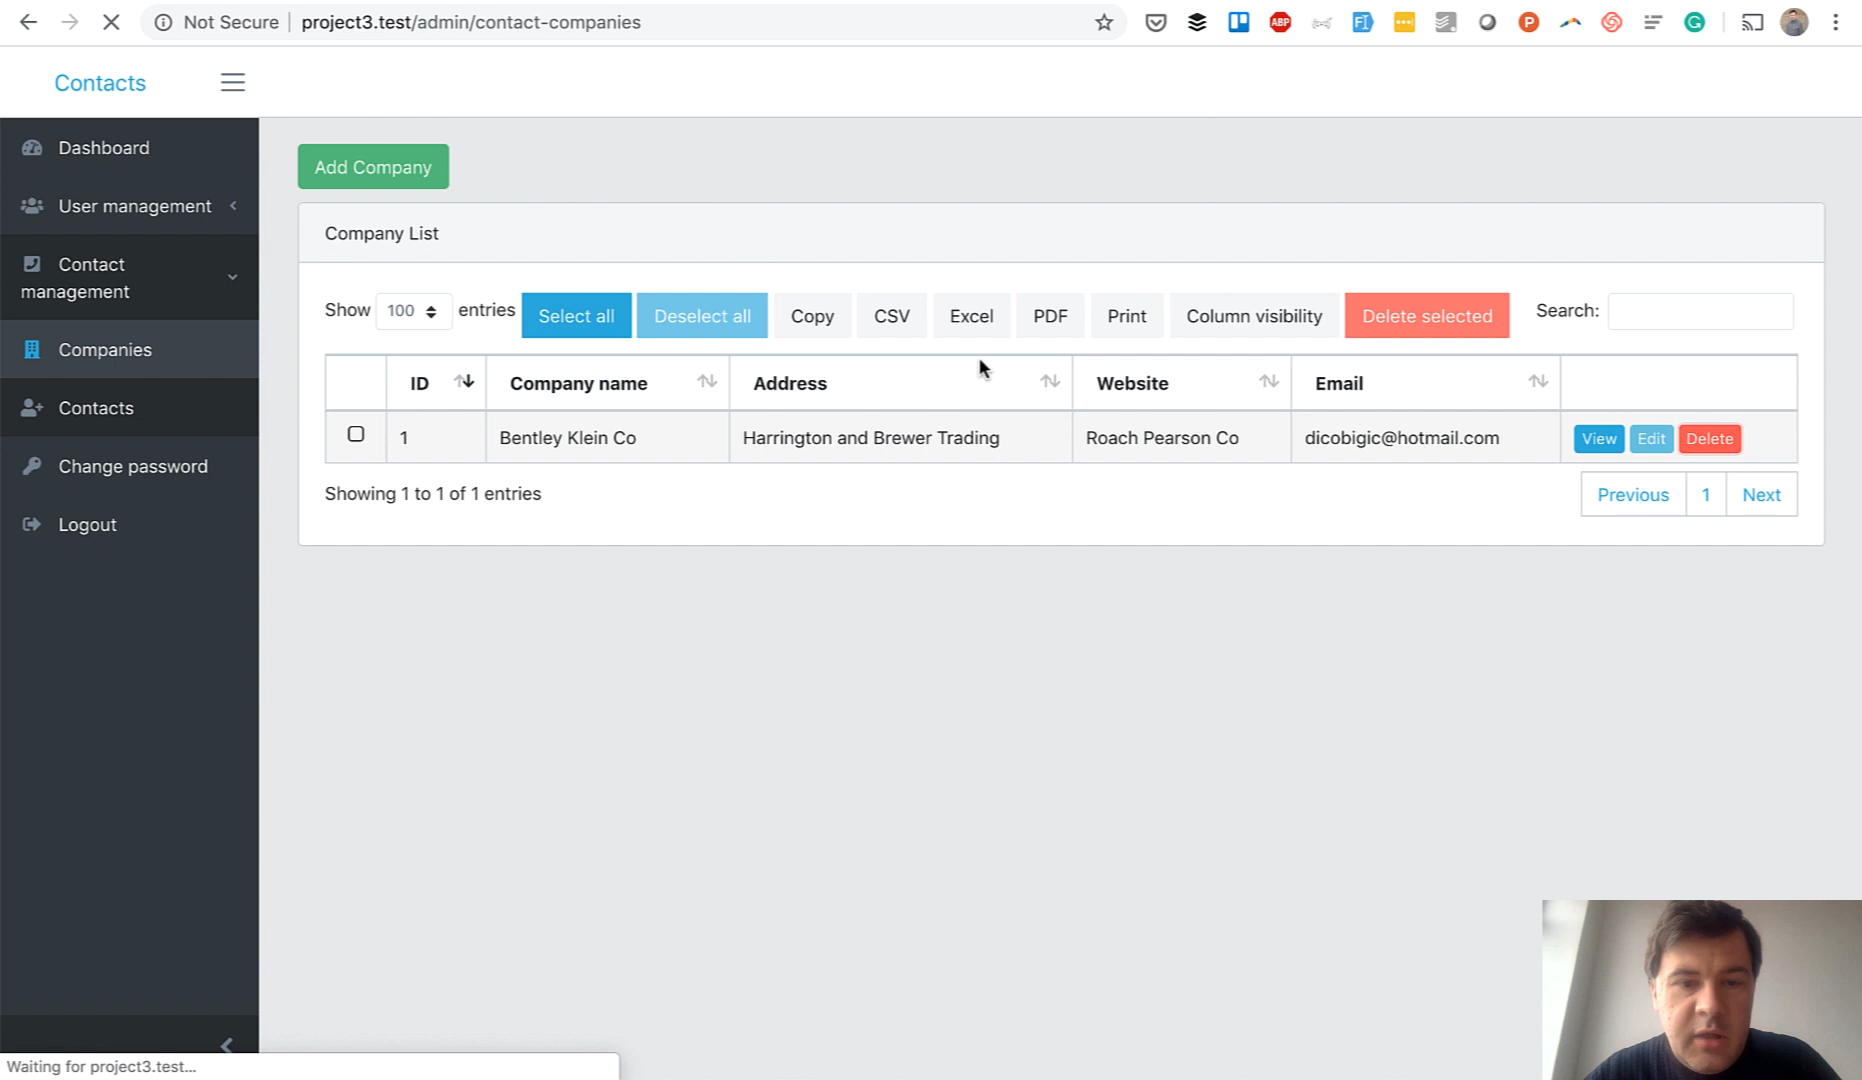 Not Secure | project3.test/admin/contact-companies
Contacts
Dashboard
User management
Contact
management
Companies
Contacts
Change password
Logout
Add Company
Company List
Show 100 entries Select all Deselect all Copy CSV Excel PDF Print Column visibility Delete selected Search:
ID Company name Address Website Email
1 Bentley Klein Co Harrington and Brewer Trading Roach Pearson Co dicobigic@hotmail.com View Edit Delete
Showing 1 to 1 of 1 entries
Previous 1 Next
Waiting for project3.test...